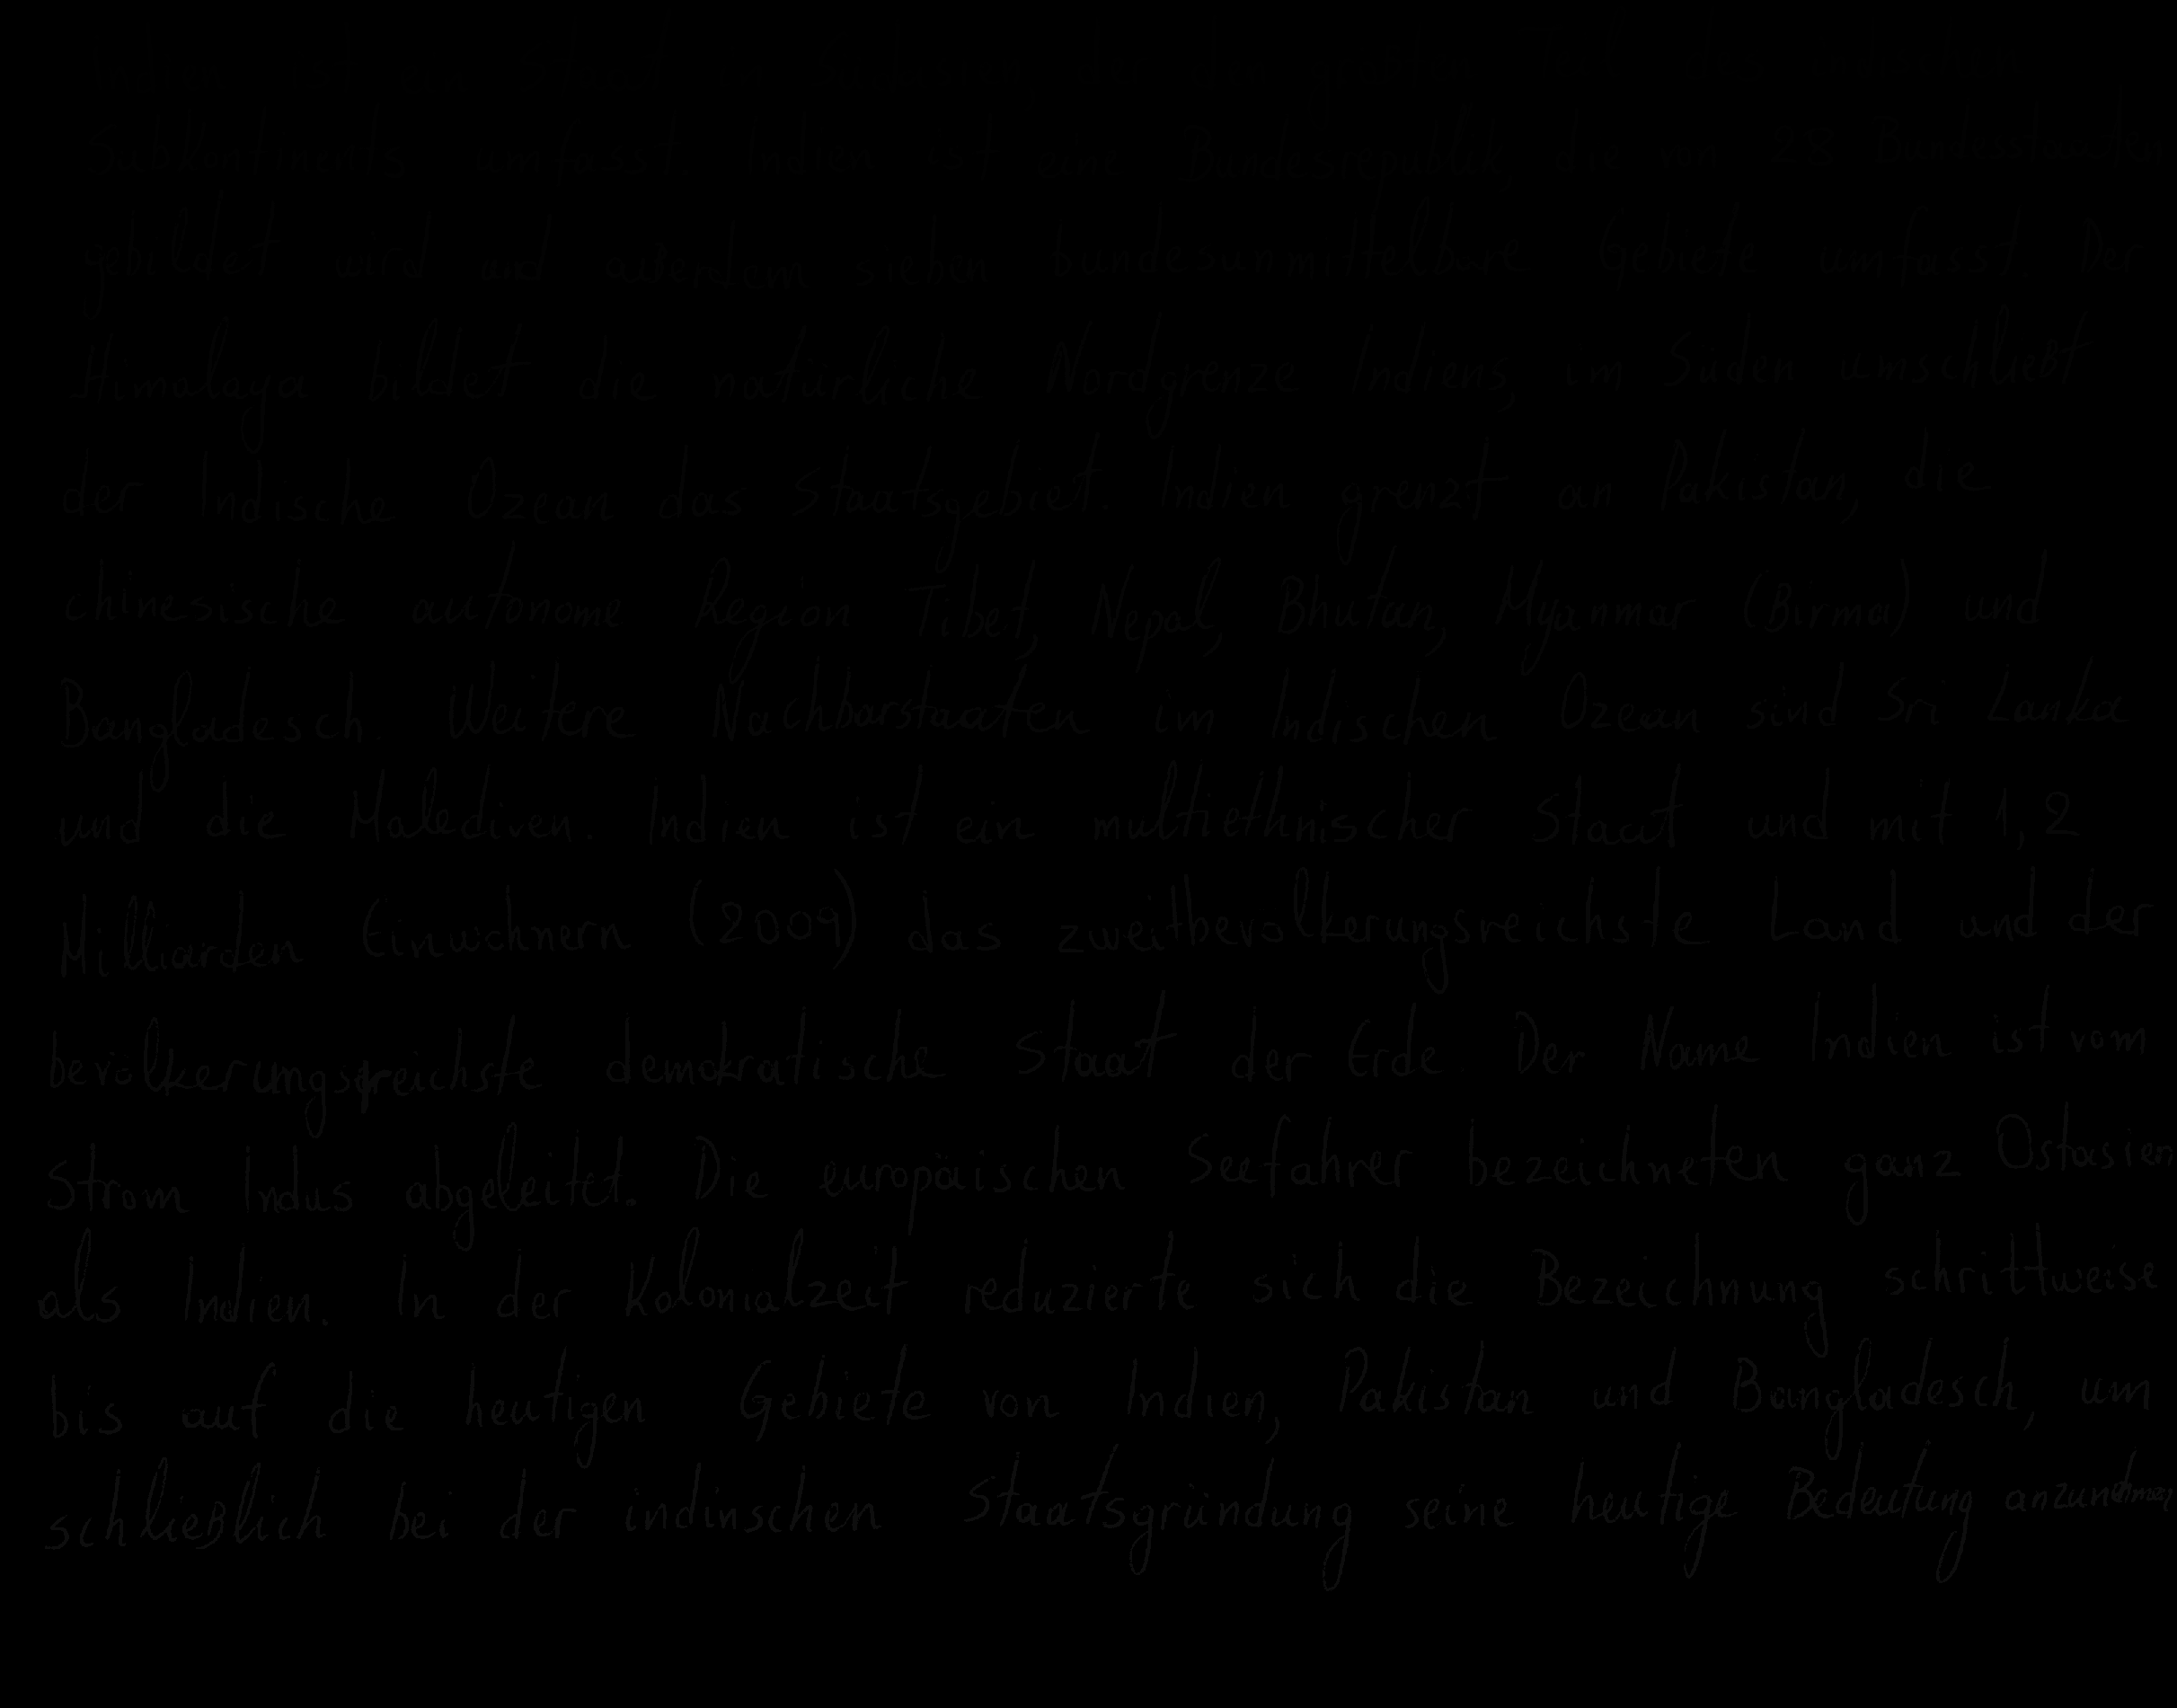 Subkontinents umfasst. Indien ist eine Bundesrepublik, die von 28 Bundesstaaten
gebildet wird und außerdem sieben bundesunmittelbare Gebiete umfasst. Der
Himalaya bildet die natürliche Nordgrenze Indiens, im Süden umschließt
der Indische Ozean das Staatsgebiet. Indien grenzt an Pakistan, die
chinesische autonome Region Tibet, Nepal, Bhutan, Myanmar (Birma) und
Bangladesch. Weitere Nachbarstaaten im Indischen Ozean sind Sri Lanka
und die Malediven. Indien ist ein multiethnischer Staat und mit 1,2
Milliarden Einwohnern (2009) das zweitbevolkerungsreichste Land und der
bevolkerungsreichste demokratische Staat der Erde. Der Name Indien ist vom
Strom Indus abgeleitet. Die europäischen Seefahrer bezeichneten ganz Ostasien
als Indien. In der Kolonialzeit reduzierte sich die Bezeichnung schrittweise
bis auf die heutigen Gebiete von Indien, Pakistan und Bangladesch, um
schließlich bei der indinschen Staatsgründung seine heutige Bedeutung anzunehmen